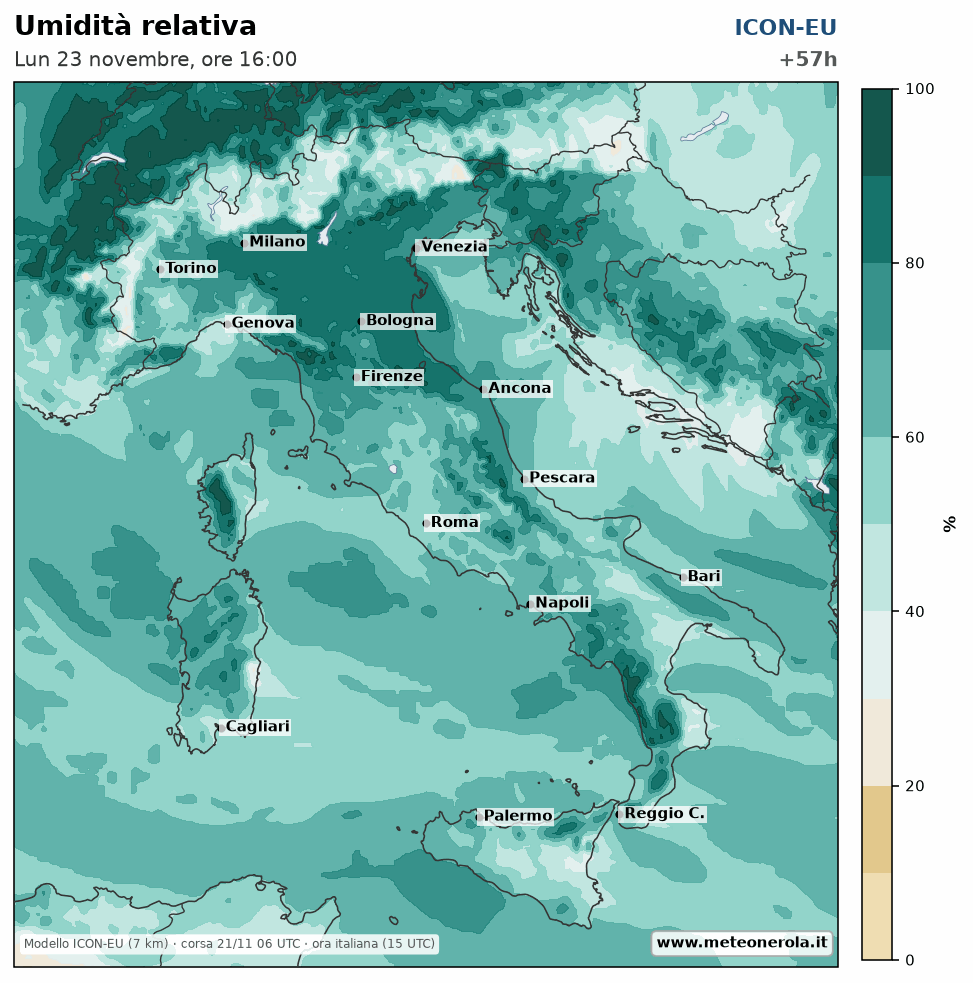 Umidità relativa
ICON-EU
Lun 23 novembre, ore 16:00
+57h
100
80
60
40
20
0
%
Milano
Venezia
Torino
Genova
Bologna
Firenze
Ancona
Pescara
Roma
Bari
Napoli
Cagliari
Palermo
Reggio C.
Modello ICON-EU (7 km) · corsa 21/11 06 UTC · ora italiana (15 UTC)
www.meteonerola.it